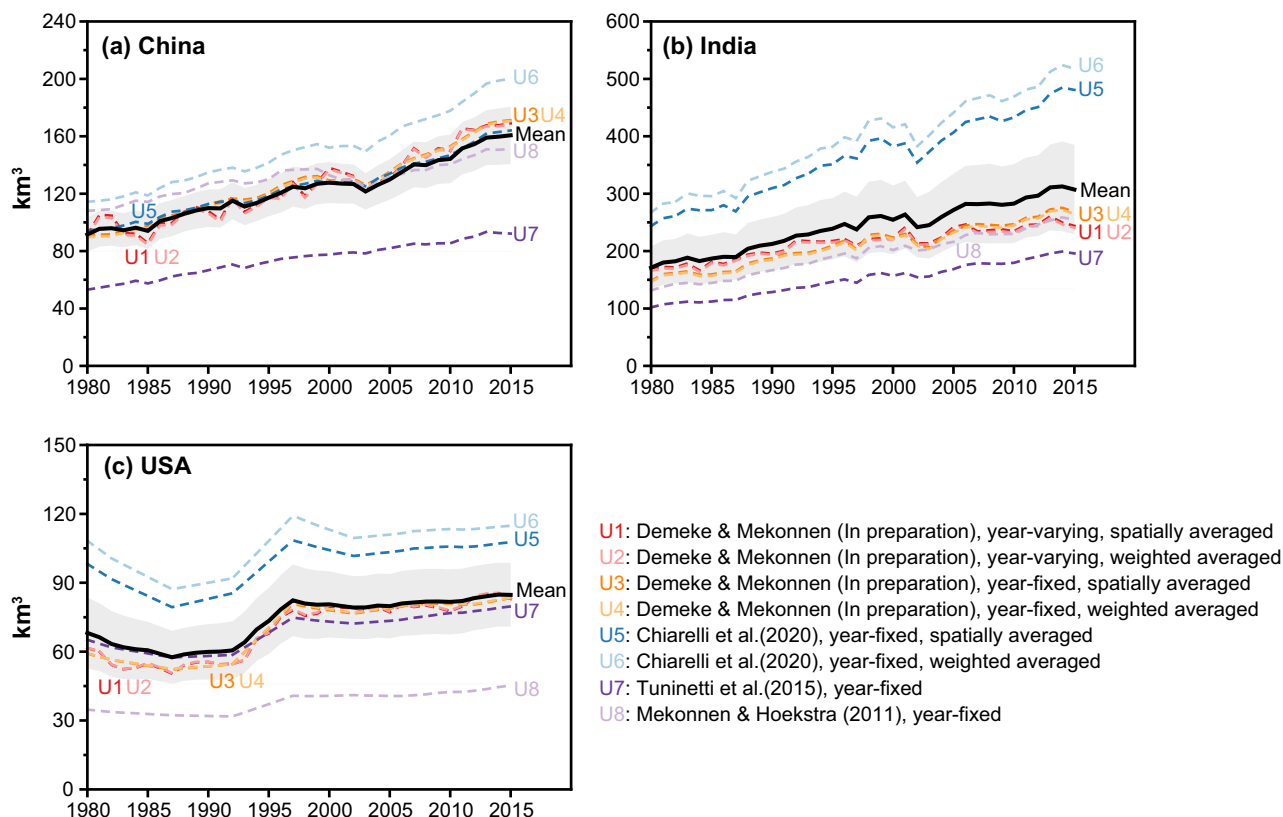 (a) China
km³
240
200
160
120
80
40
0
1980 1985 1990 1995 2000 2005 2010 2015
U6
U3 U4
Mean
U8
U5
U1 U2
U7
(b) India
600
500
400
300
200
100
0
1980 1985 1990 1995 2000 2005 2010 2015
U6
U5
Mean
U3 U4
U1 U2
U8
U7
(c) USA
km³
150
120
90
60
30
0
1980 1985 1990 1995 2000 2005 2010 2015
U6
U5
Mean
U7
U1 U2
U3 U4
U8
U1: Demeke & Mekonnen (In preparation), year-varying, spatially averaged
U2: Demeke & Mekonnen (In preparation), year-varying, weighted averaged
U3: Demeke & Mekonnen (In preparation), year-fixed, spatially averaged
U4: Demeke & Mekonnen (In preparation), year-fixed, weighted averaged
U5: Chiarelli et al.(2020), year-fixed, spatially averaged
U6: Chiarelli et al.(2020), year-fixed, weighted averaged
U7: Tuninetti et al.(2015), year-fixed
U8: Mekonnen & Hoekstra (2011), year-fixed